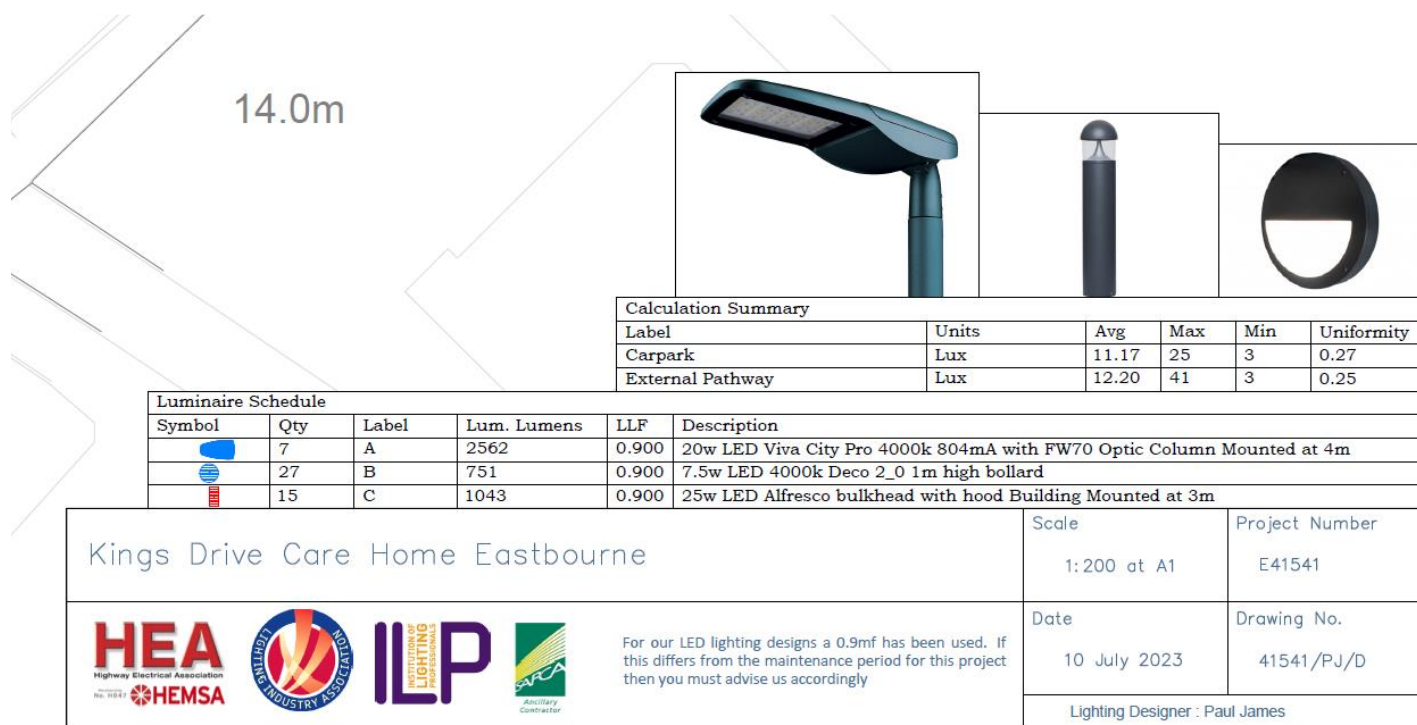 14.0m
Calculation Summary
Label Units Avg Max Min Uniformity
Carpark Lux 11.17 25 3 0.27
External Pathway Lux 12.20 41 3 0.25
Luminaire Schedule
Symbol Qty Label Lum. Lumens LLF Description
7 A 2562 0.900 20w LED Viva City Pro 4000k 804mA with FW70 Optic Column Mounted at 4m
27 B 751 0.900 7.5w LED 4000k Deco 2_0 1m high bollard
15 C 1043 0.900 25w LED Alfresco bulkhead with hood Building Mounted at 3m
Kings Drive Care Home Eastbourne
Scale
1:200 at A1
Project Number
E41541
HEA
Highway Electrical Association
HEMSA
LIGHTING INDUSTRY ASSOCIATION
ILP
INSTITUTION OF
LIGHTING
PROFESSIONALS
SAPCA
Ancillary
Contractor
For our LED lighting designs a 0.9mf has been used. If
this differs from the maintenance period for this project
then you must advise us accordingly
Date
10 July 2023
Drawing No.
41541/PJ/D
Lighting Designer : Paul James